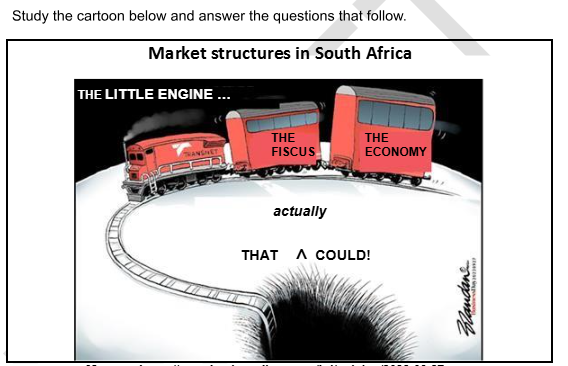 Study the cartoon below and answer the questions that follow.
Market structures in South Africa
THE LITTLE ENGINE ...
TRANSNET
THE
FISCUS
THE
ECONOMY
actually
THAT ^ COULD!